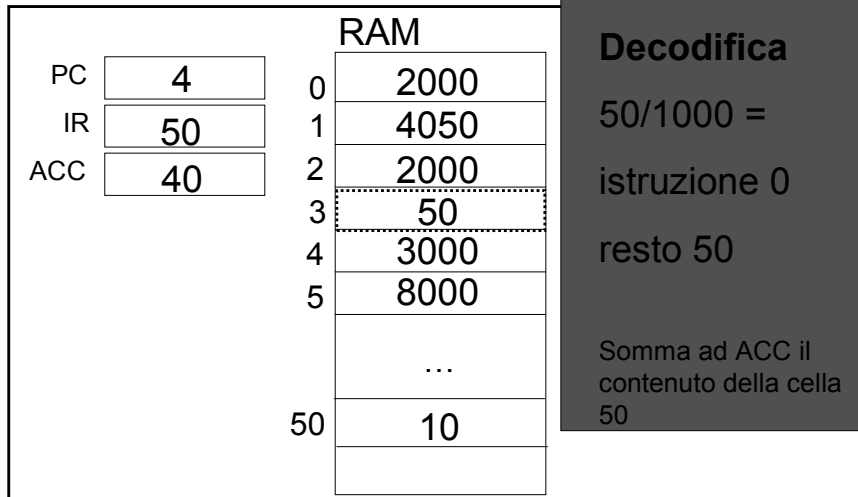 RAM
PC 4
IR 50
ACC 40
0 2000
1 4050
2 2000
3 50
4 3000
5 8000
...
50 10
Decodifica
50/1000 =
istruzione 0
resto 50
Somma ad ACC il
contenuto della cella
50